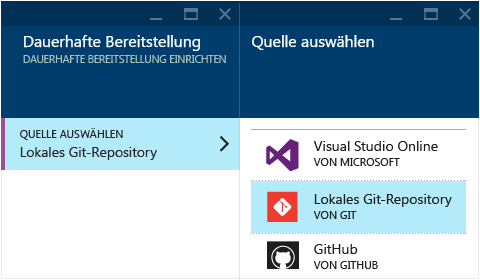 Dauerhafte Bereitstellung
DAUERHAFTE BEREITSTELLUNG EINRICHTEN
QUELLE AUSWÄHLEN
Lokales Git-Repository
Quelle auswählen
Visual Studio Online
VON MICROSOFT
Lokales Git-Repository
VON GIT
GitHub
VON GITHUB